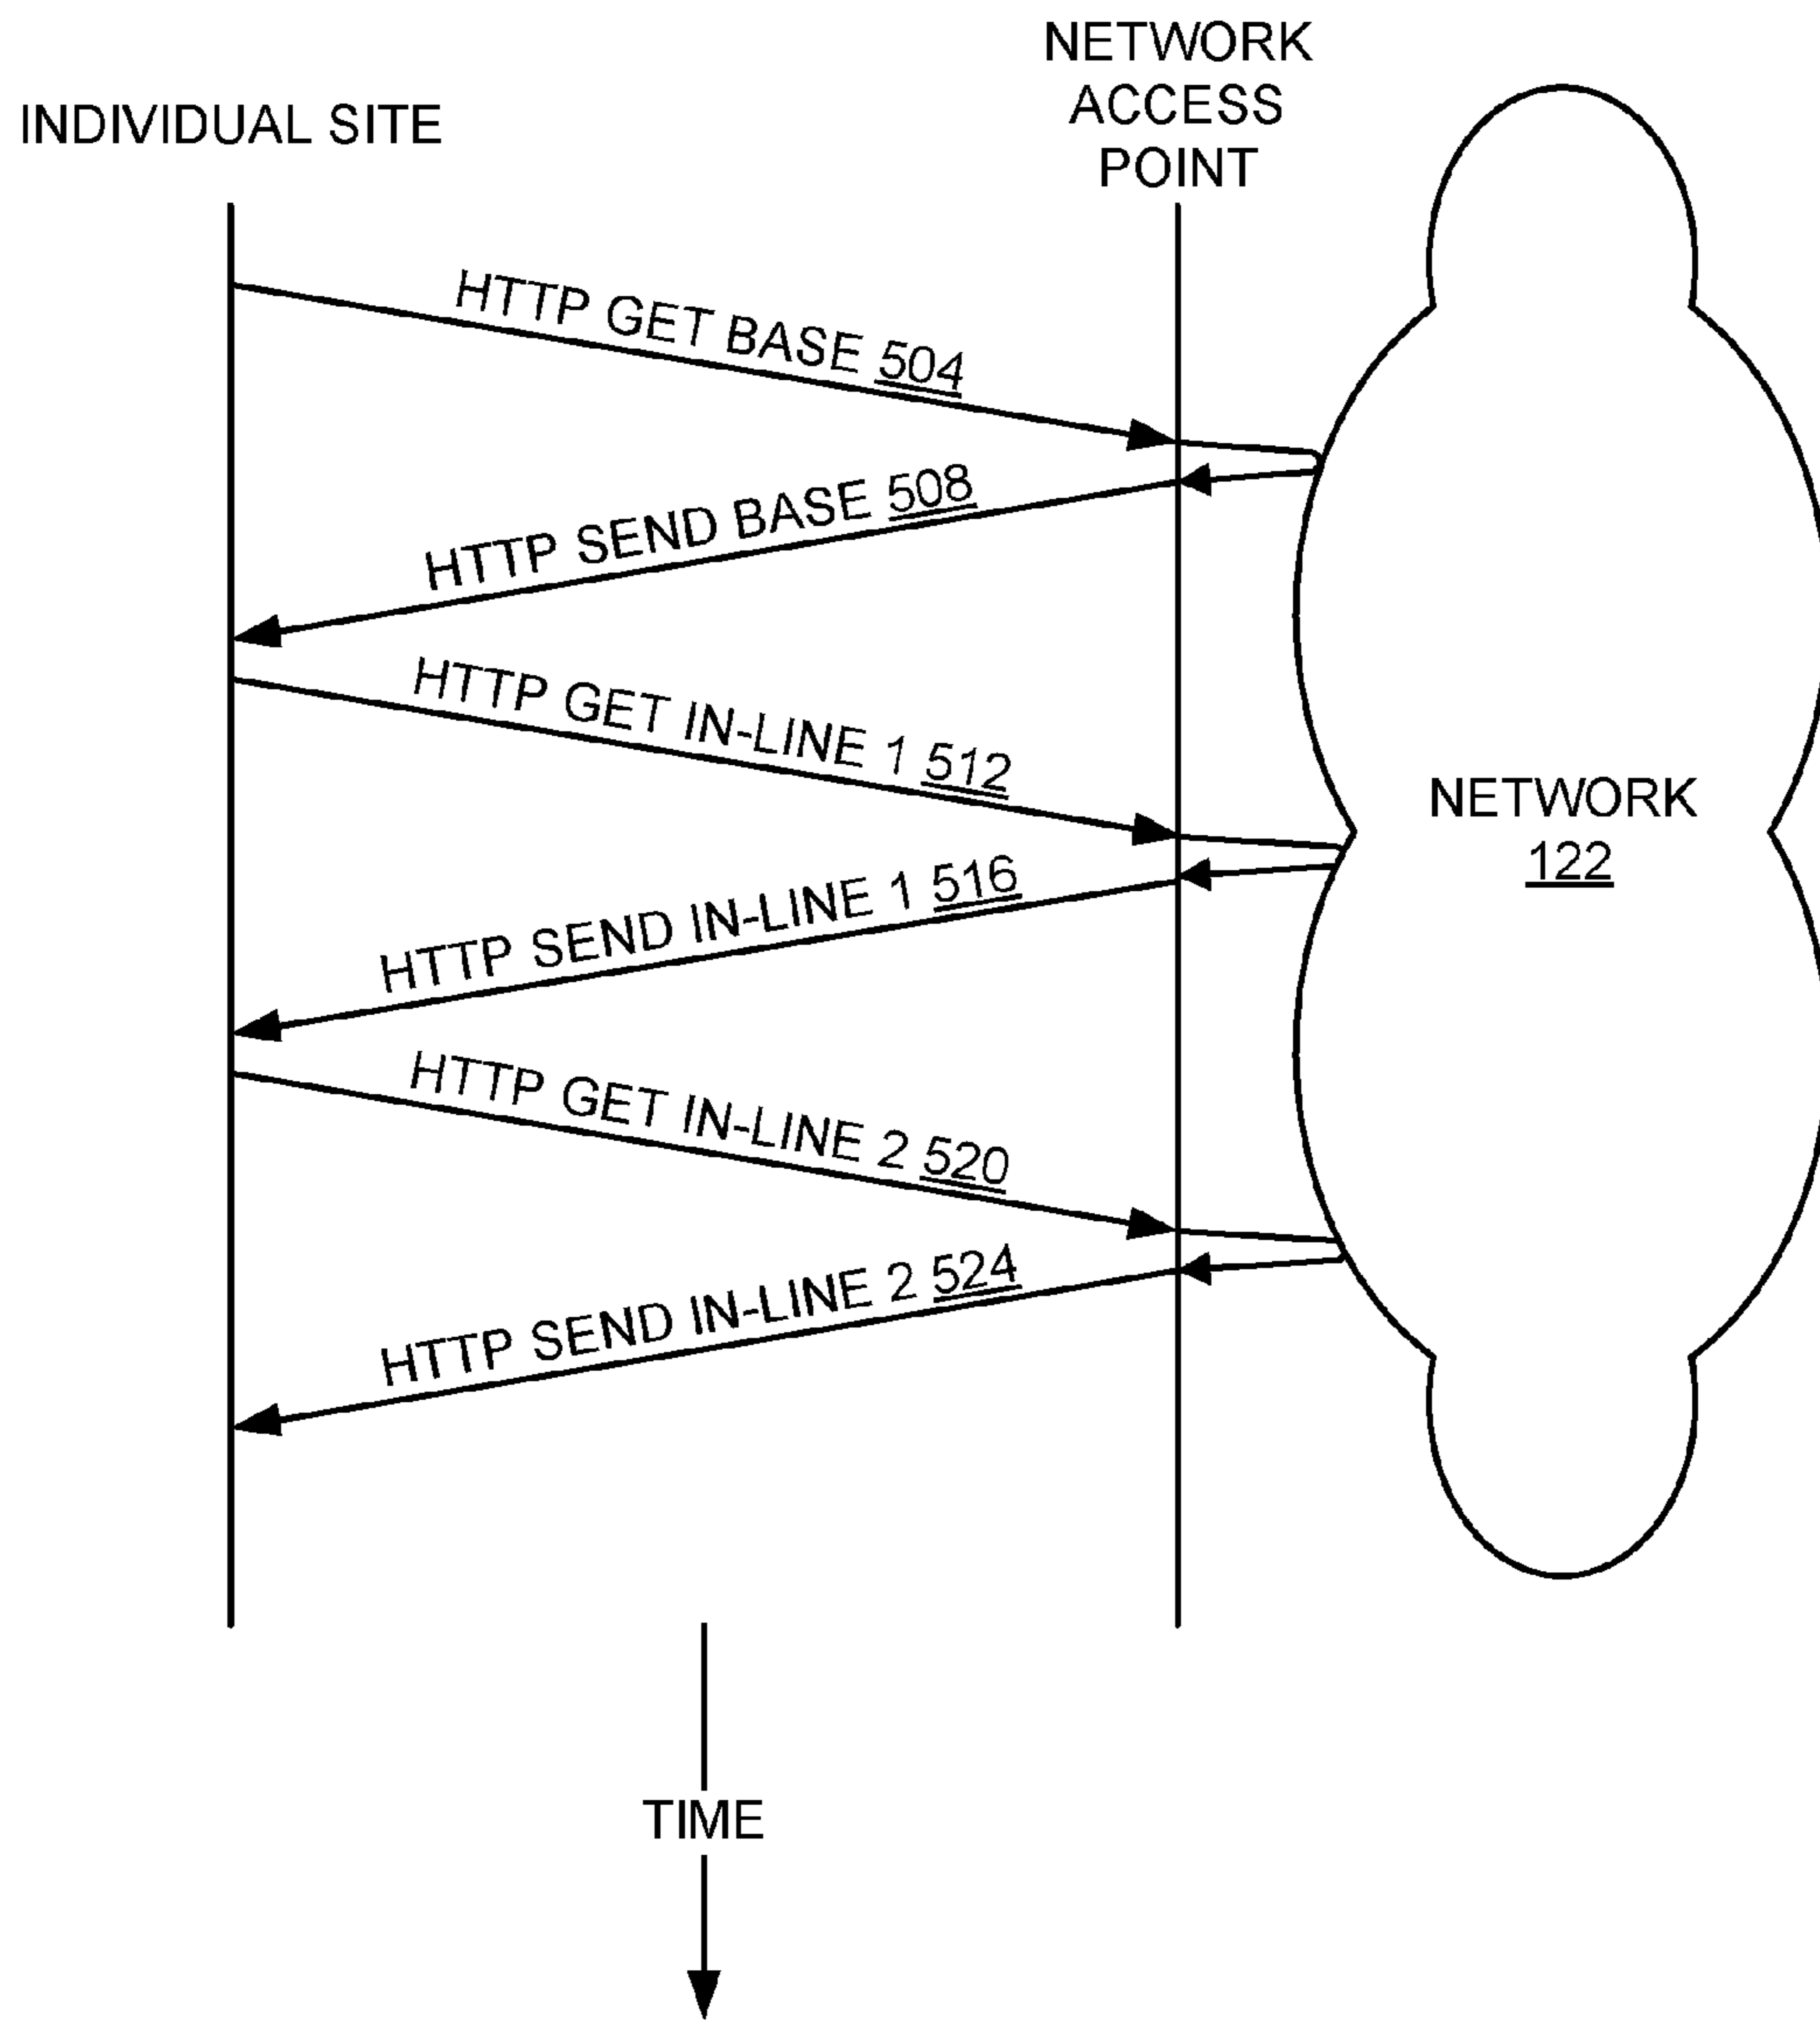 NETWORK
ACCESS
POINT
INDIVIDUAL SITE
HTTP GET BASE 504
HTTP SEND BASE 508
HTTP GET IN-LINE 1 512
NETWORK
122
HTTP SEND IN-LINE 1 516
HTTP GET IN-LINE 2 520
HTTP SEND IN-LINE 2 524
TIME